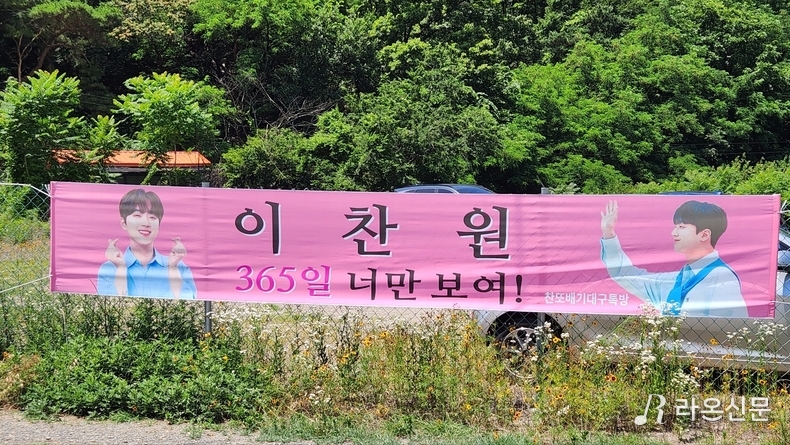 이찬원
365일 너만 보여!
찬또배기대구톡방
라온신문